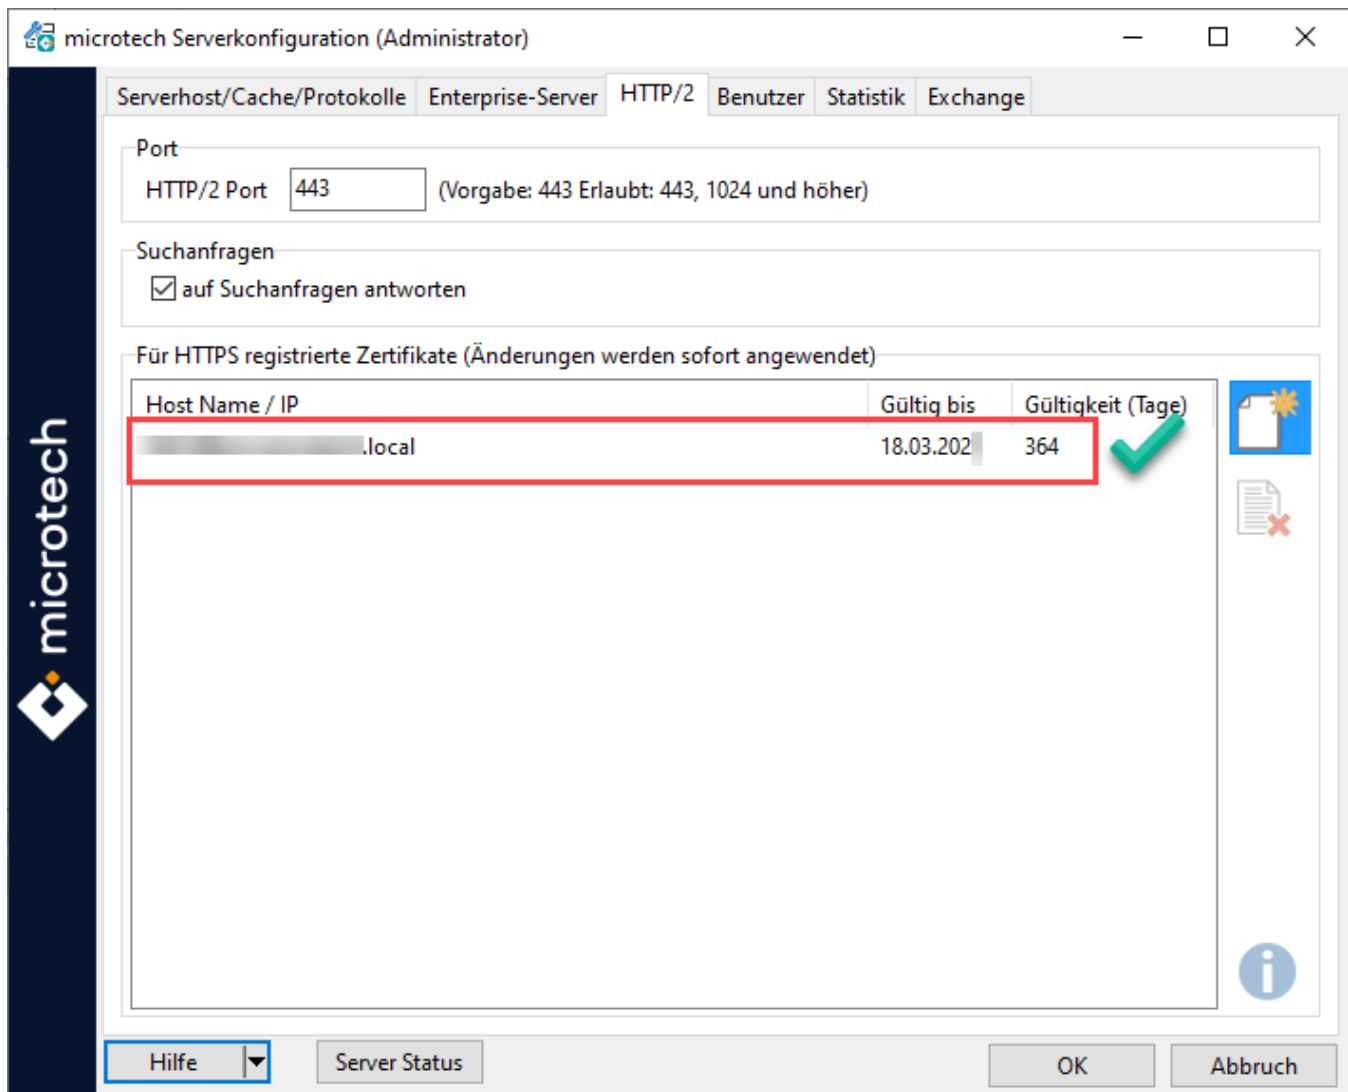 microtech Serverkonfiguration (Administrator)
Serverhost/Cache/Protokolle Enterprise-Server HTTP/2 Benutzer Statistik Exchange
Port
HTTP/2 Port 443 (Vorgabe: 443 Erlaubt: 443, 1024 und höher)
Suchanfragen
auf Suchanfragen antworten
Für HTTPS registrierte Zertifikate (Änderungen werden sofort angewendet)
Host Name / IP Gültig bis Gültigkeit (Tage)
.local 18.03.202 364
microtech
Hilfe Server Status OK Abbruch